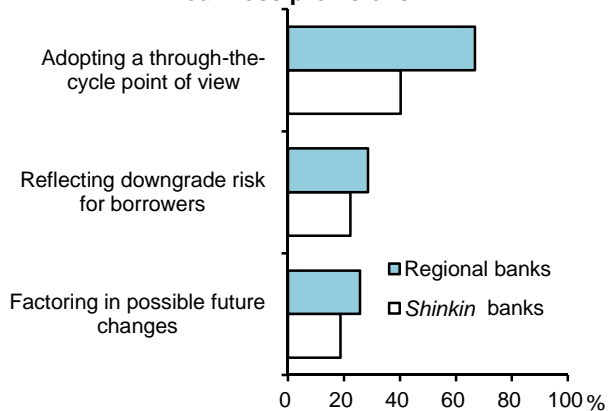 Adopting a through-the-
cycle point of view
Reflecting downgrade risk
for borrowers
Regional banks
Shinkin banks
Factoring in possible future
changes
0 20 40 60 80 100 %